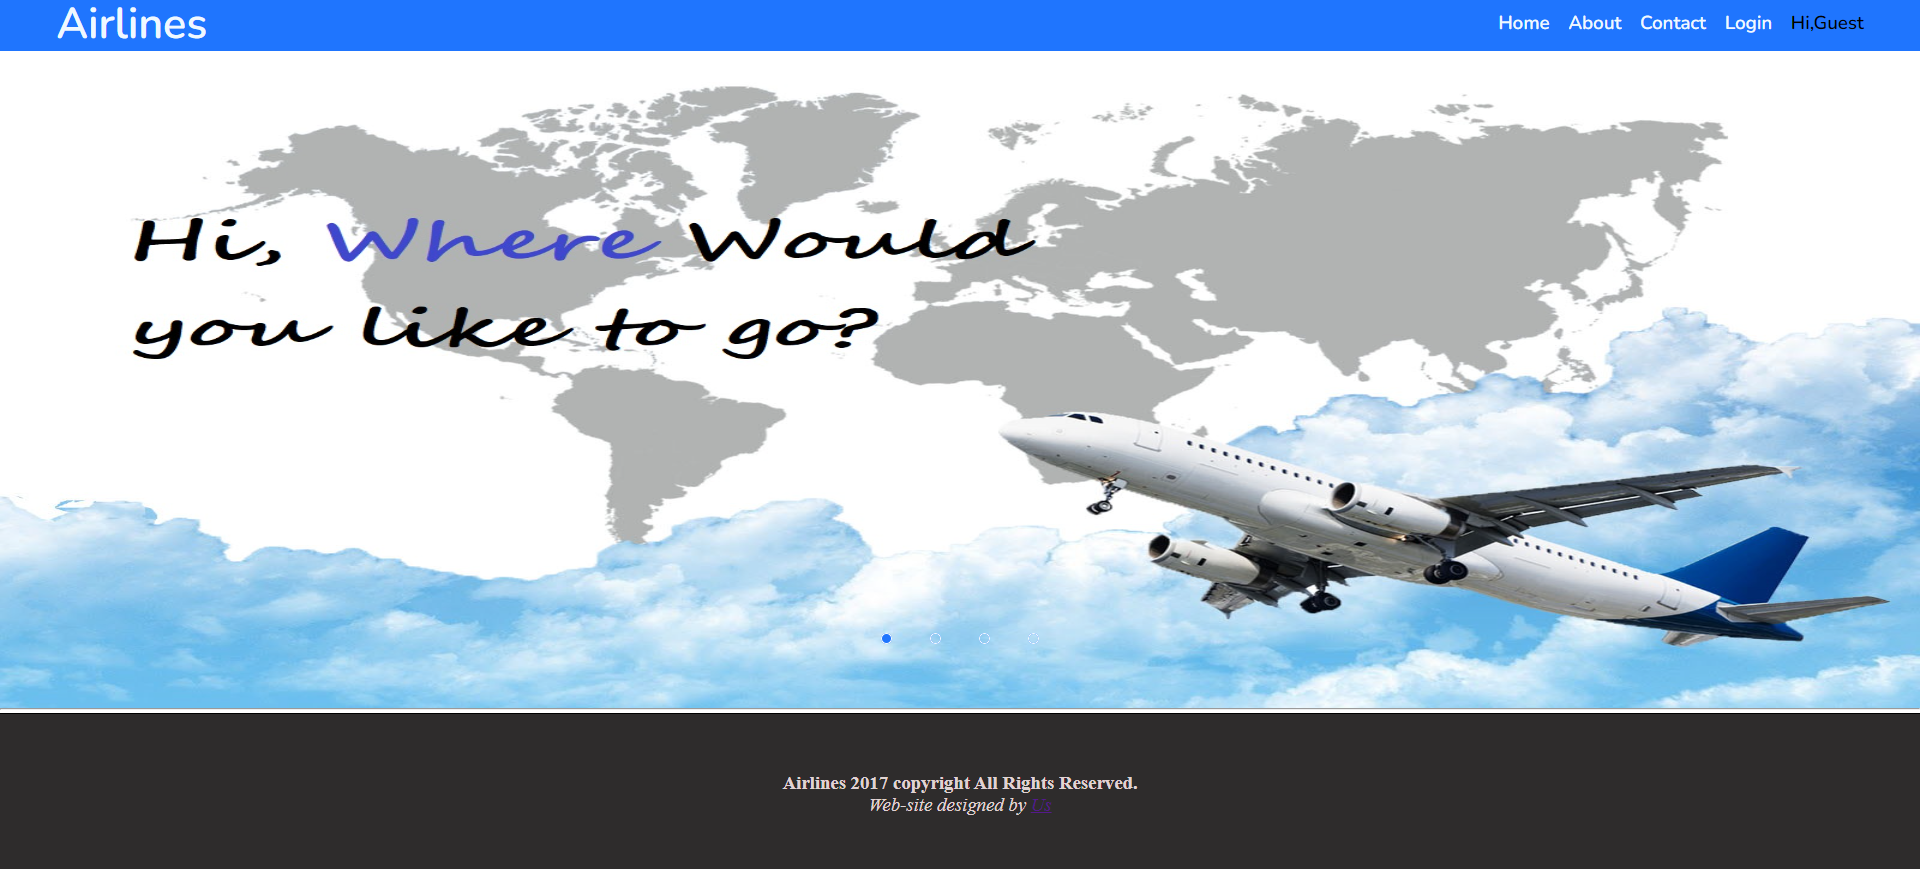 Airlines
Home About Contact Login Hi,Guest
Hi, Where Would
you like to go?
Airlines 2017 copyright All Rights Reserved.
Web-site designed by Us